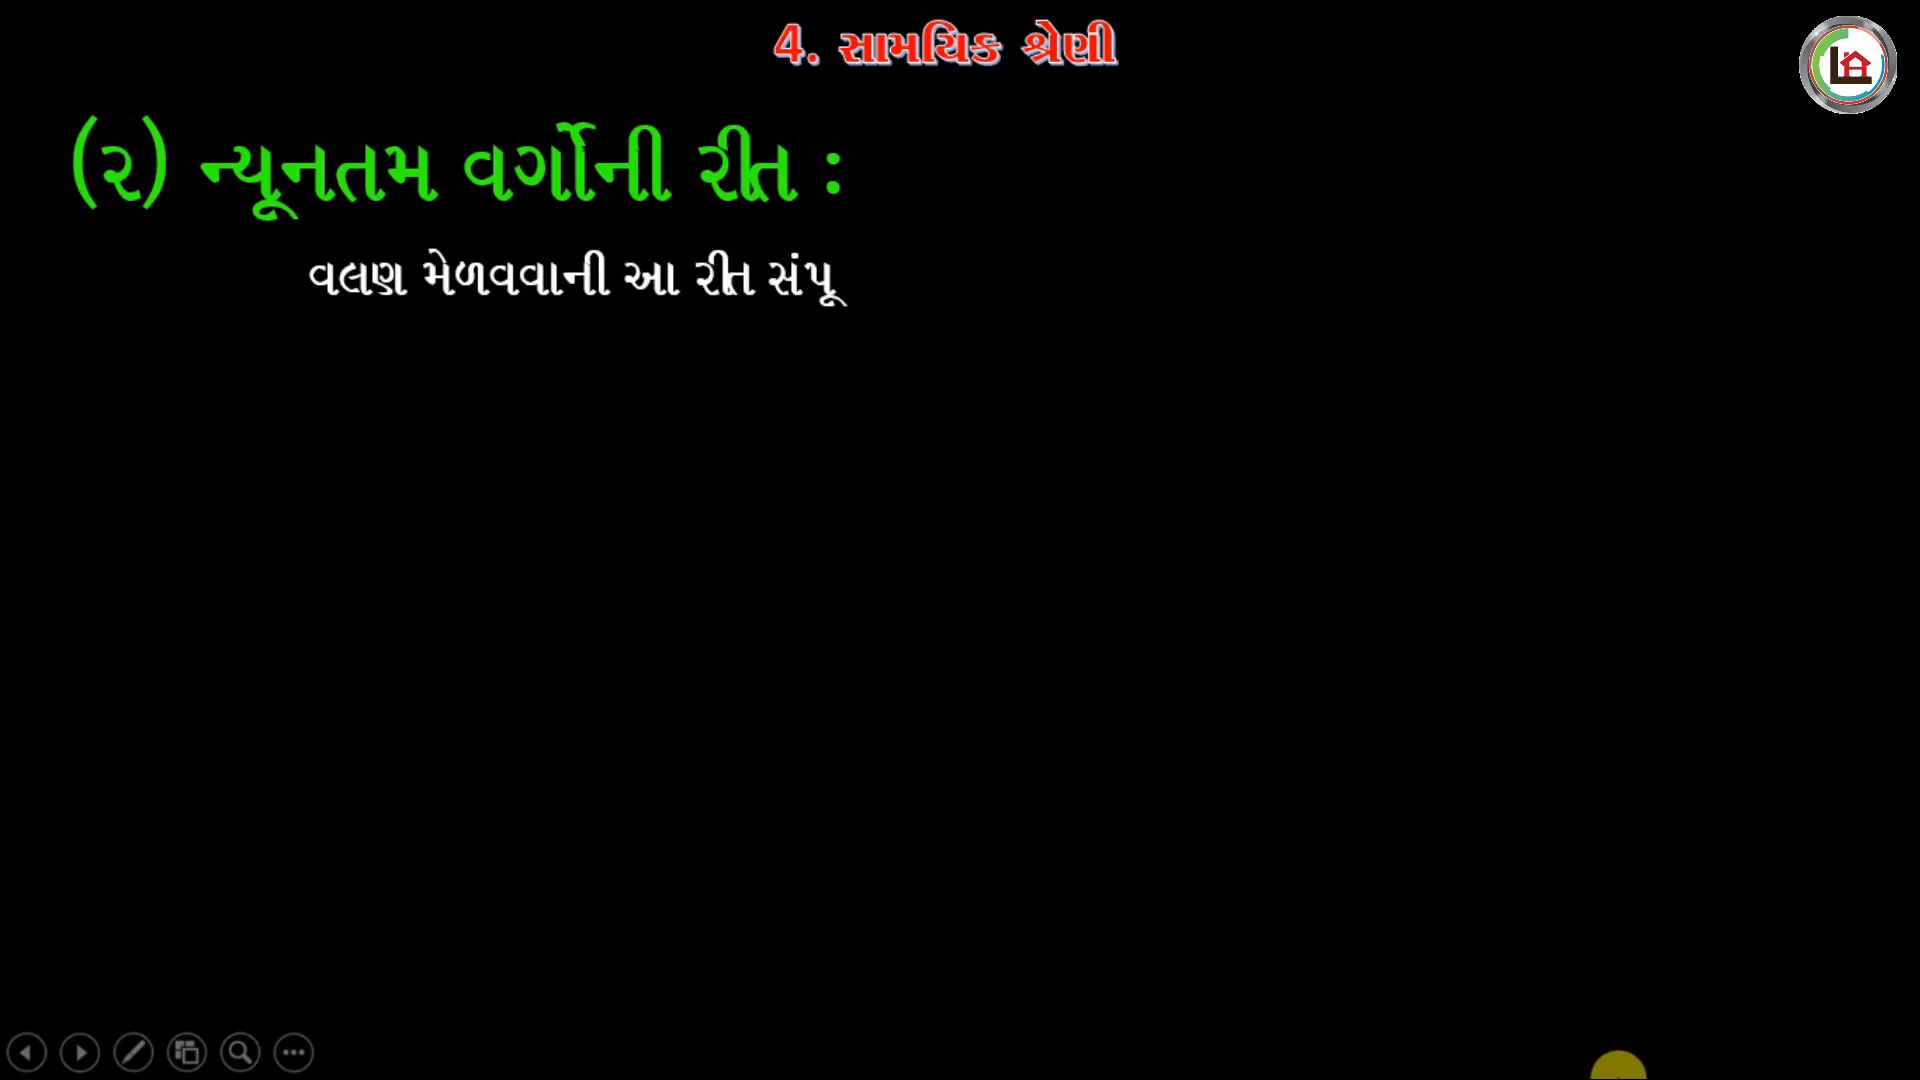 4. સામયિક શ્રેણી
(૨) ન્યૂનતમ વર્ગોની રીત :
વલણ મેળવવાની આ રીત સંપૂ